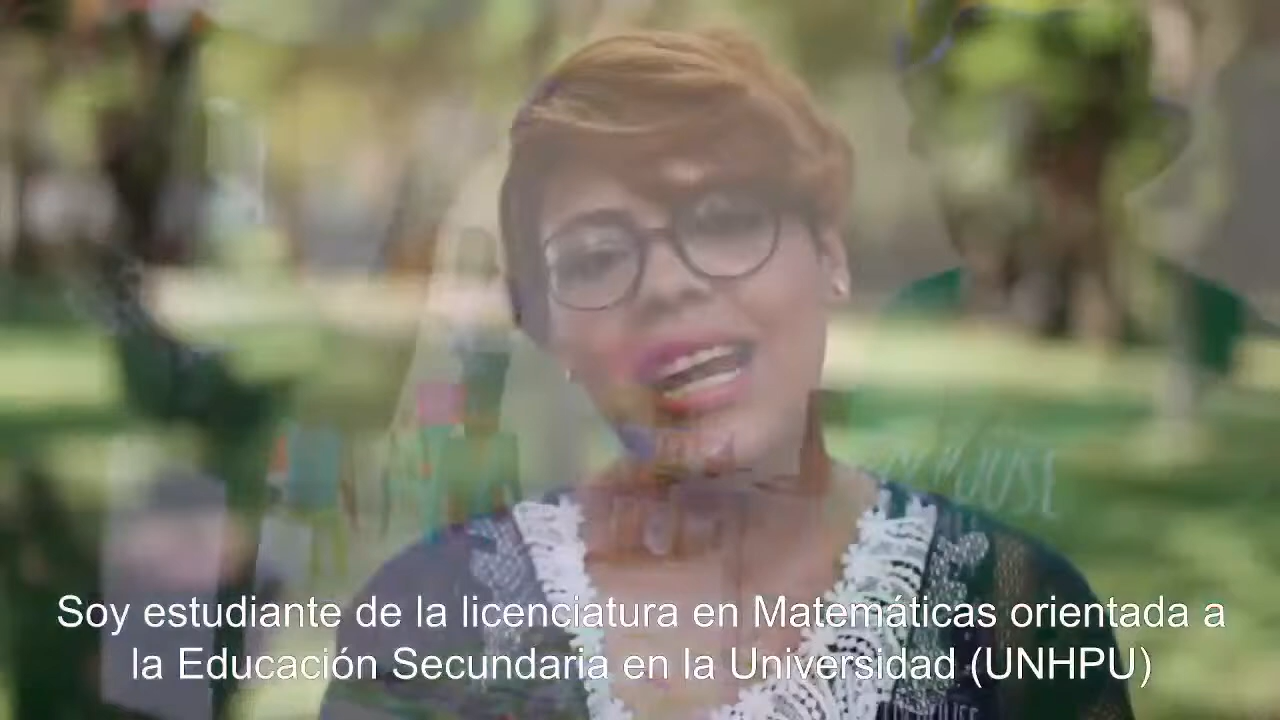 Soy estudiante de la licenciatura en Matemáticas orientada a
la Educación Secundaria en la Universidad (UNHPU)